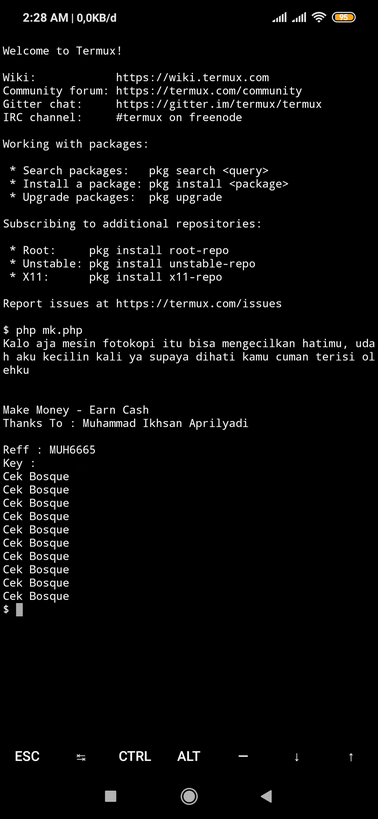 2:28 AM | 0,0KB/d
95
Welcome to Termux!
Wiki: https://wiki.termux.com
Community forum: https://termux.com/community
Gitter chat: https://gitter.im/termux/termux
IRC channel: #termux on freenode
Working with packages:
* Search packages: pkg search <query>
* Install a package: pkg install <package>
* Upgrade packages: pkg upgrade
Subscribing to additional repositories:
* Root: pkg install root-repo
* Unstable: pkg install unstable-repo
* X11: pkg install x11-repo
Report issues at https://termux.com/issues
$ php mk.php
Kalo aja mesin fotokopi itu bisa mengecilkan hatimu, uda
h aku kecilin kali ya supaya dihati kamu cuman terisi ol
ehku
Make Money - Earn Cash
Thanks To : Muhammad Ikhsan Aprilyadi
Reff : MUH6665
Key :
Cek Bosque
Cek Bosque
Cek Bosque
Cek Bosque
Cek Bosque
Cek Bosque
Cek Bosque
Cek Bosque
Cek Bosque
Cek Bosque
$
ESC ⇆ CTRL ALT — ↓ ↑